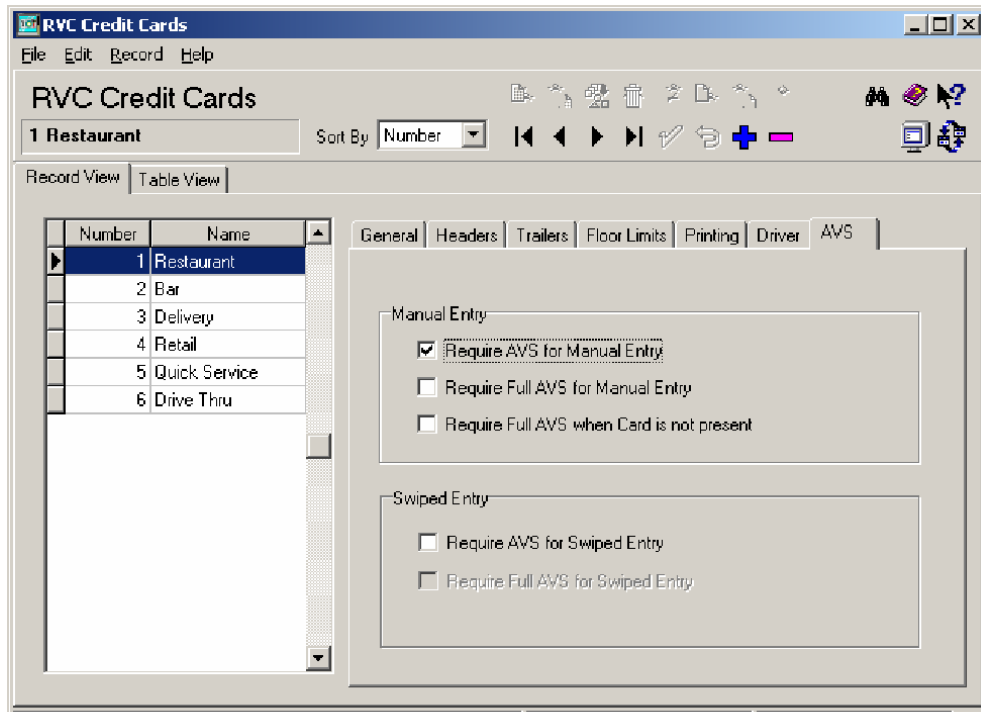 RVC Credit Cards
File Edit Record Help
RVC Credit Cards
1 Restaurant
Sort By Number
Record View Table View
Number Name
1 Restaurant
2 Bar
3 Delivery
4 Retail
5 Quick Service
6 Drive Thru
General Headers Trailers Floor Limits Printing Driver AVS
Manual Entry
Require AVS for Manual Entry
Require Full AVS for Manual Entry
Require Full AVS when Card is not present
Swiped Entry
Require AVS for Swiped Entry
Require Full AVS for Swiped Entry